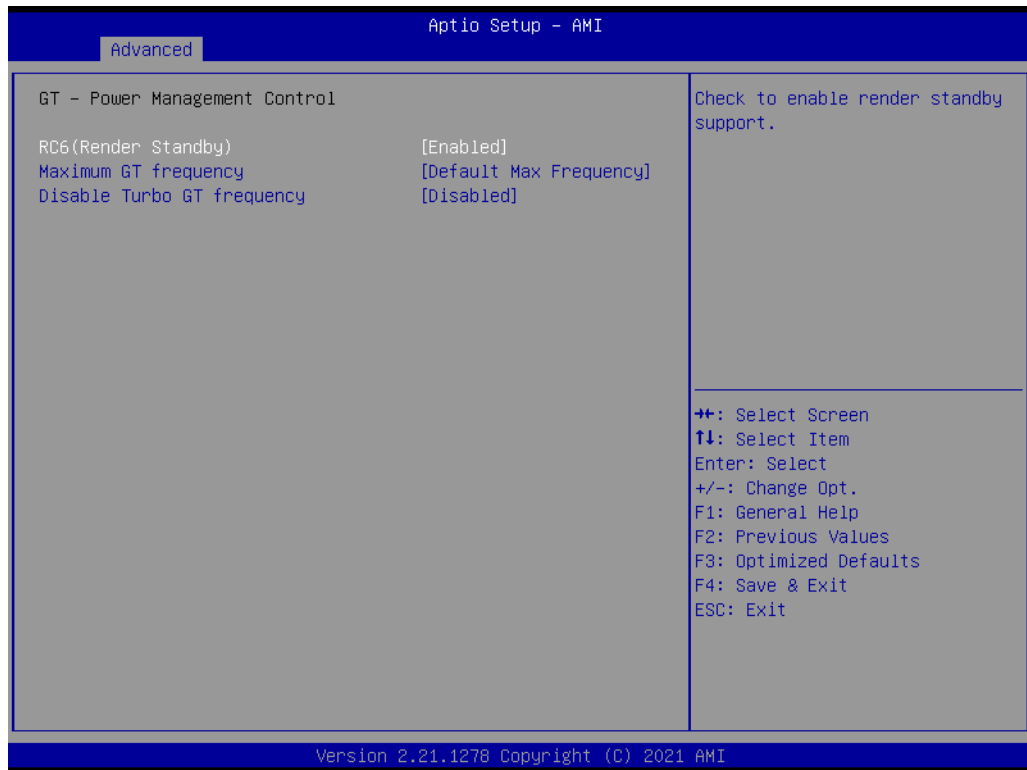 Aptio Setup – AMI
Advanced
GT – Power Management Control
RC6(Render Standby) [Enabled]
Maximum GT frequency [Default Max Frequency]
Disable Turbo GT frequency [Disabled]
Check to enable render standby
support.
→←: Select Screen
↑↓: Select Item
Enter: Select
+/-: Change Opt.
F1: General Help
F2: Previous Values
F3: Optimized Defaults
F4: Save & Exit
ESC: Exit
Version 2.21.1278 Copyright (C) 2021 AMI